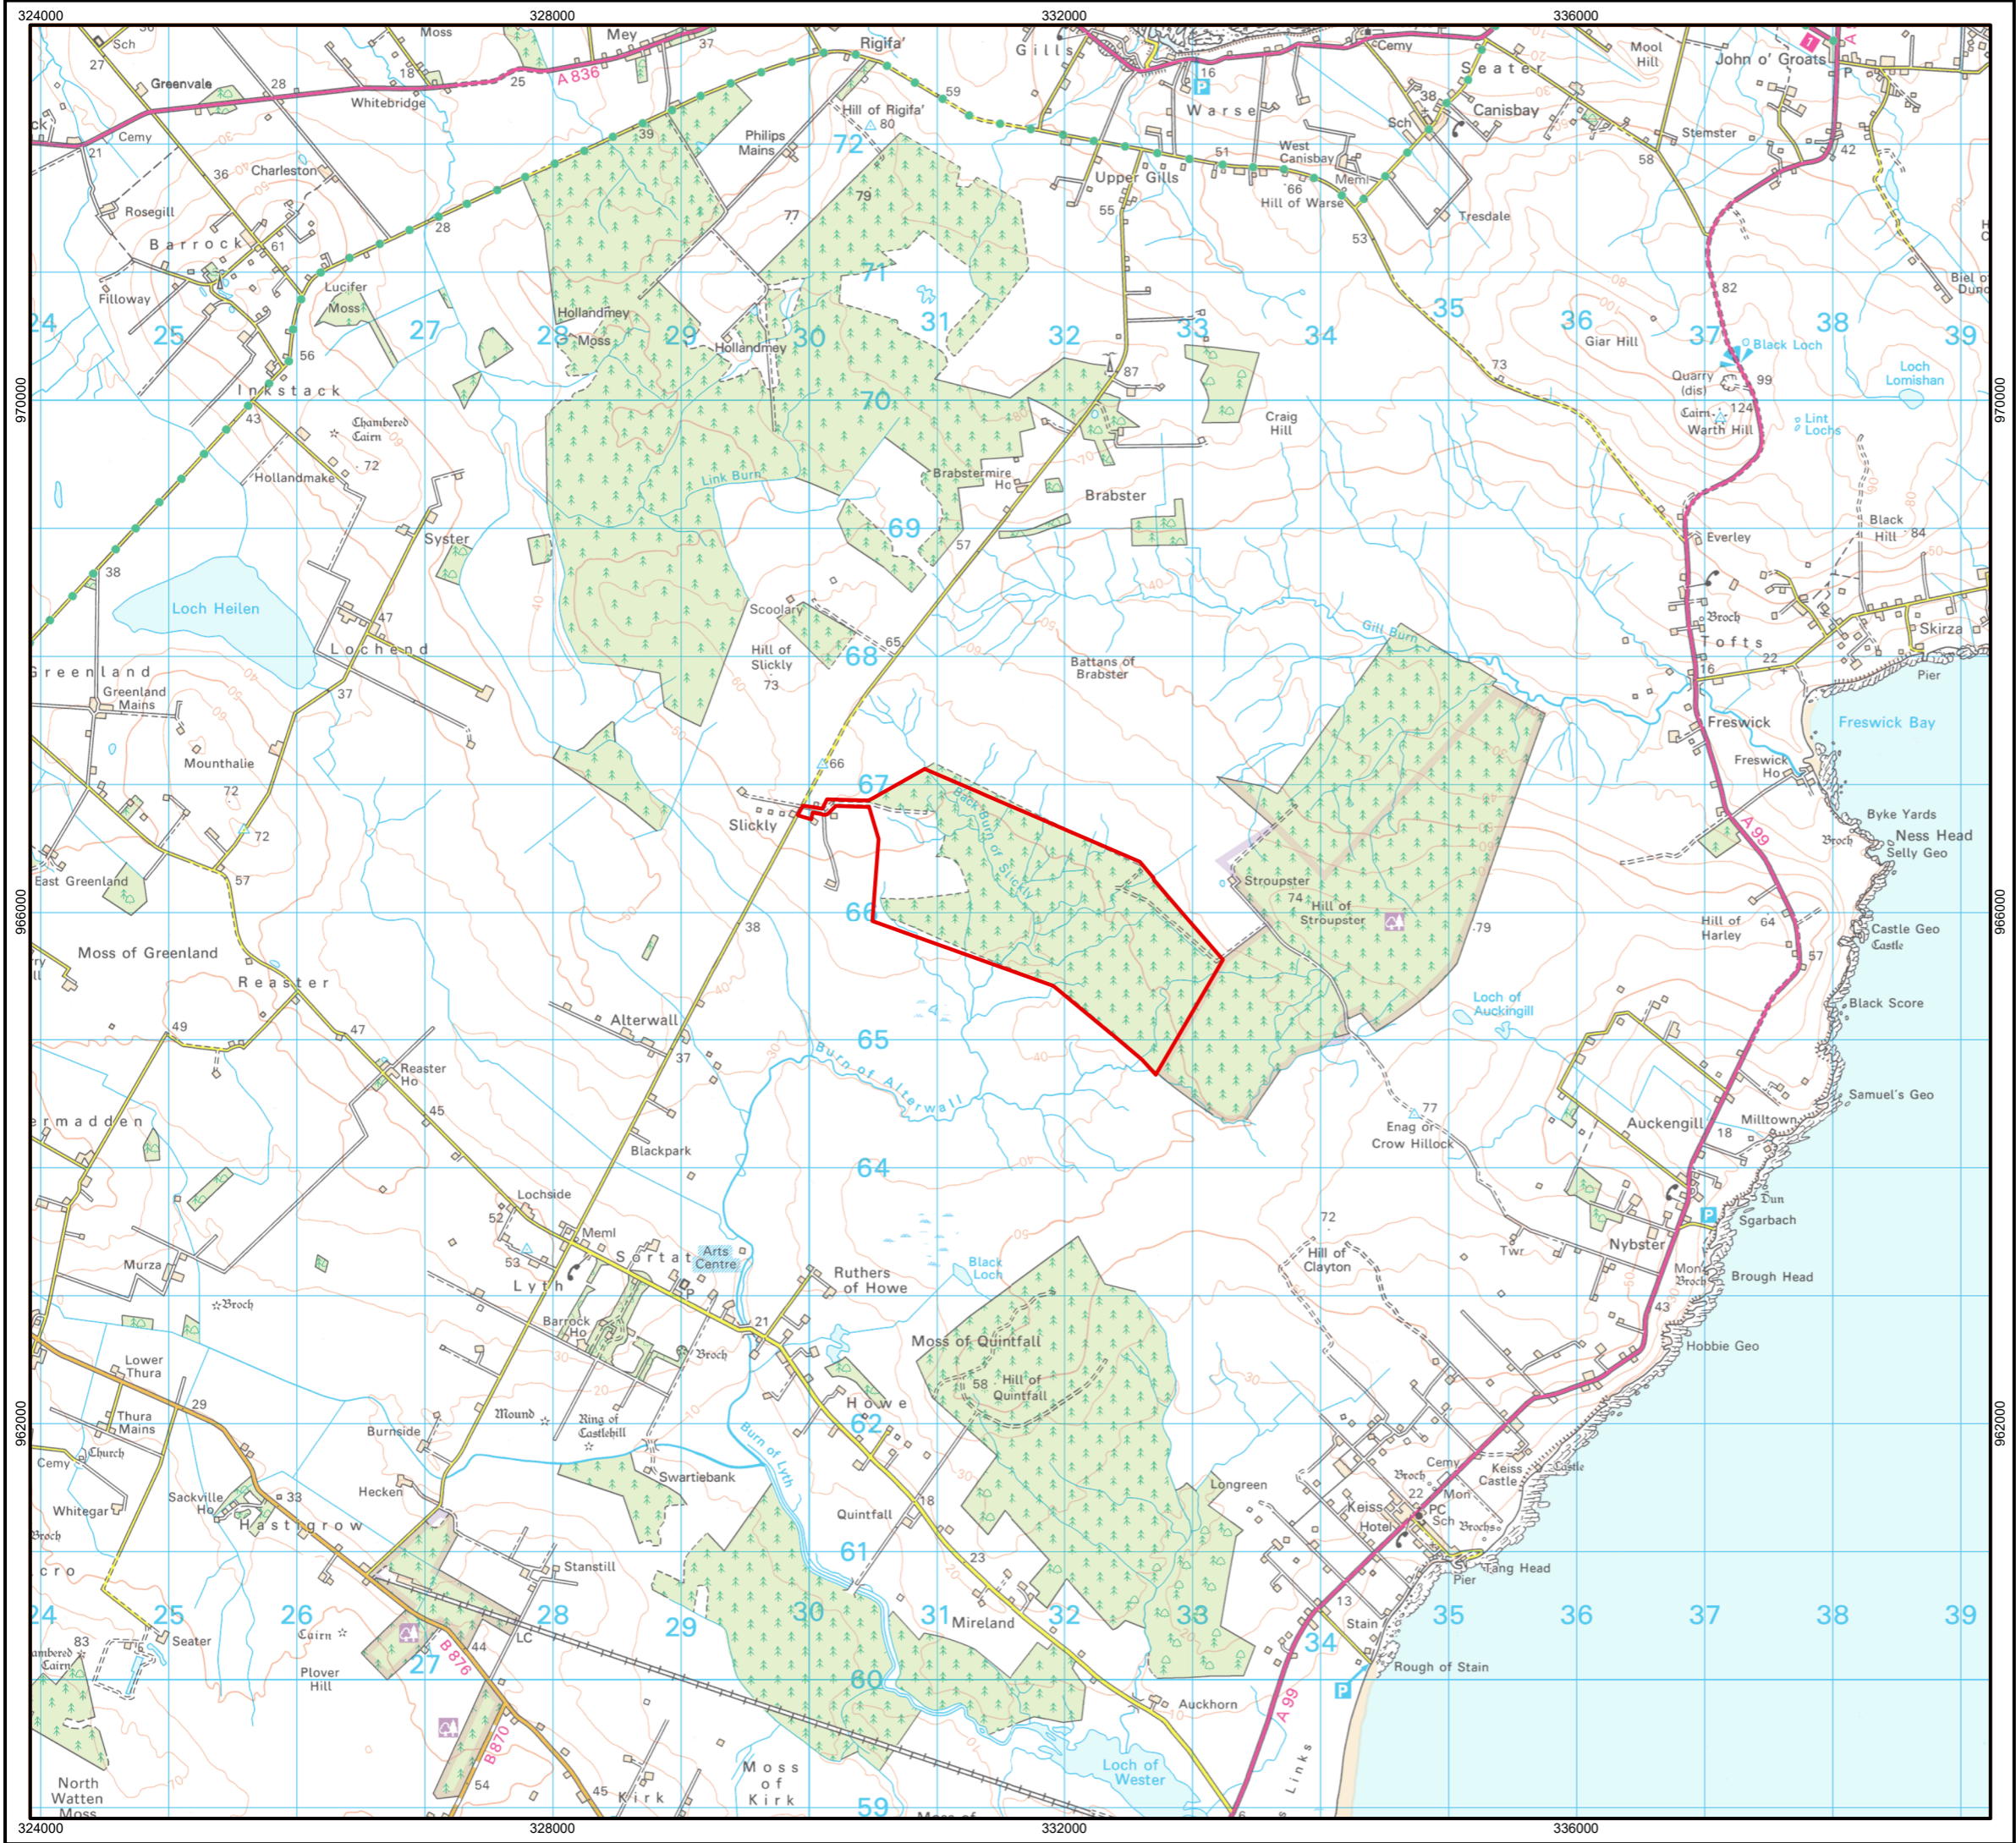 324000
328000
332000
336000
Sch
Moss
Mey
37
Rigifa'
Gills
Cemy
Mool
Hill
John o' Groats
P
27
Greenvale
28
18
25
A 836
Whitebridge
59
16
P
Warse
Seater
38
Canisbay
Sch
Stemster
Hill of Rigifa'
80
39
Philips
Mains
72
Cemy
21
58
42
36
Charleston
79
Upper Gills
51
West
Canisbay
Meml
66
Hill of Warse
Rosegill
55
Tresdale
77
28
53
Barrock
61
71
Filloway
Lucifer
Moss
82
Hollandmey
Moss
24
25
27
28
29
30
31
32
33
34
35
36
37
38
39
Giar Hill
Black Loch
Hollandmey
56
Inkstack
87
73
Quarry
(dis)
99
Loch
Lomishan
970000
970000
43
70
Cairn
124
Warth Hill
Lint
Lochs
Chambered
Cairn
Craig
Hill
72
Hollandmake
Link Burn
Brabstermire
Ho
Brabster
Syster
69
57
Black
Hill
84
Everley
38
Loch Heilen
47
Scoolary
65
Gill Burn
Broch
Tofts
Skirza
Lochend
Hill of
Slickly
73
68
Battans of
Brabster
22
16
Pier
Greenland
Greenland
Mains
37
Freswick
Freswick Bay
Mounthalie
66
67
Freswick
Ho
72
72
Slickly
Back Burn of Slickly
Byke Yards
Ness Head
Broch
Selly Geo
A 99
East Greenland
57
Stroupster
74
Hill of
Stroupster
966000
966000
66
38
79
Hill of
Harley
64
Castle Geo
Castle
57
Moss of Greenland
Reaster
Loch of
Auckingill
Black Score
49
47
Alterwall
37
65
40
Burn of Alterwall
Reaster
Ho
Samuel's Geo
45
77
Enag or
Crow Hillock
Auckengill
Milltown
18
Blackpark
64
Lochside
52
Meml
53
Lyth
Sortat
P
Arts
Centre
Black
Loch
72
Hill of
Clayton
Twr
Nybster
P
Dun
Sgarbach
Murza
Broch
Ruthers
of Howe
Mon
Broch
Brough Head
Barrock
Ho
21
Broch
43
Moss of Quintfall
Hobbie Geo
Lower
Thura
58
Hill of
Quintfall
29
Thura
Mains
Mound
Ring of
Castlehill
Howe
62
962000
962000
Burnside
Church
Cemy
Burn of Lyth
Swartiebank
Cemy
Keiss
Castle
Castle
Broch
Longreen
Hecken
Sackville
Ho
33
Whitegar
Quintfall
18
22
Mon
Keiss
PC
Sch
Hotel
Brochs
Hastigrow
Broch
61
23
Stanstill
Tang Head
Pier
24
25
26
28
29
30
31
32
33
34
35
36
37
38
39
Mireland
13
Stain
Cairn
LC
44
B 876
27
Seater
83
Plover
Hill
60
Rough of Stain
P
Auckhorn
A 99
B 870
Loch of
Wester
Links
North
Watten
Moss
54
45
Kirk
Moss
of
Kirk
59
324000
328000
332000
336000